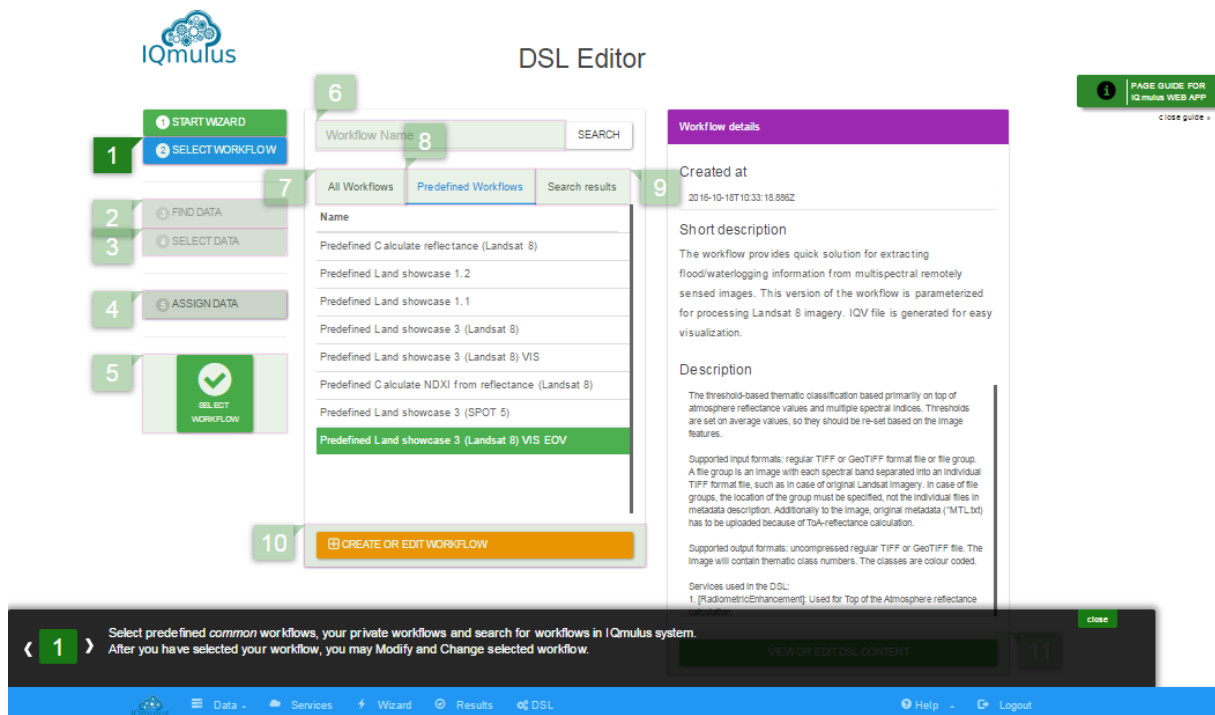 IQmulus
DSL Editor
PAGE GUIDE FOR
IQmulus WEB APP
close guide »
1 START WIZARD
1
2 SELECT WORKFLOW
2
3 FIND DATA
3
4 SELECT DATA
4
5 ASSIGN DATA
5
SELECT
WORKFLOW
6
Workflow Name
SEARCH
7
8
9
All Workflows
Predefined Workflows
Search results
Name
Predefined Calculate reflectance (Landsat 8)
Predefined Land showcase 1.2
Predefined Land showcase 1.1
Predefined Land showcase 3 (Landsat 8)
Predefined Land showcase 3 (Landsat 8) VIS
Predefined Calculate NDXI from reflectance (Landsat 8)
Predefined Land showcase 3 (SPOT 5)
Predefined Land showcase 3 (Landsat 8) VIS EOV
10
CREATE OR EDIT WORKFLOW
Workflow details
Created at
2016-10-18T10:33:18.886Z
Short description
The workflow provides quick solution for extracting
flood/waterlogging information from multispectral remotely
sensed images. This version of the workflow is parameterized
for processing Landsat 8 imagery. IQV file is generated for easy
visualization.
Description
The threshold-based thematic classification based primarily on top of
atmosphere reflectance values and multiple spectral indices. Thresholds
are set on average values, so they should be re-set based on the image
features.
Supported input formats: regular TIFF or GeoTIFF format file or file group.
A file group is an image with each spectral band separated into an individual
TIFF format file, such as in case of original Landsat imagery. In case of file
groups, the location of the group must be specified, not the individual files in
metadata description. Additionally to the image, original metadata (*MTL.txt)
has to be uploaded because of ToA-reflectance calculation.
Supported output formats: uncompressed regular TIFF or GeoTIFF file. The
image will contain thematic class numbers. The classes are colour coded.
Services used in the DSL:
1. [RadiometricEnhancement]: Used for Top of the Atmosphere reflectance
VIEW OR EDIT DSL CONTENT
11
close
1
Select predefined common workflows, your private workflows and search for workflows in IQmulus system.
After you have selected your workflow, you may Modify and Change selected workflow.
Data
Services
Wizard
Results
DSL
Help
Logout